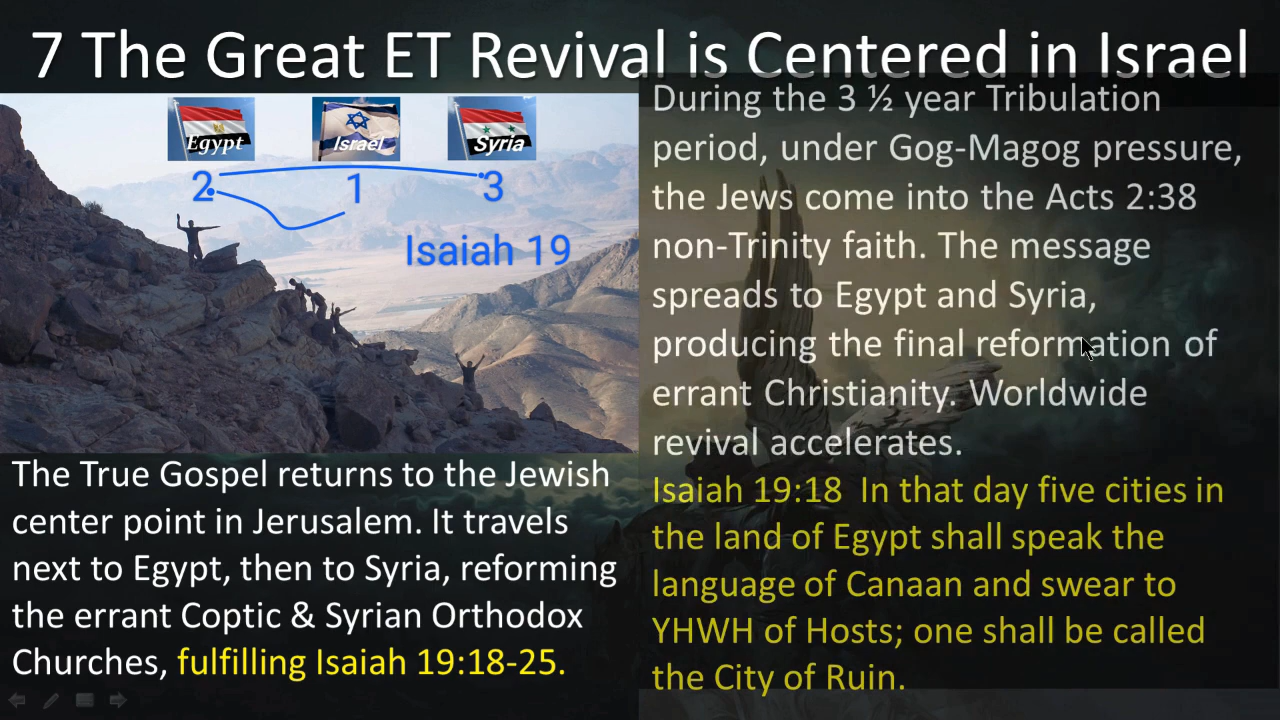 7 The Great ET Revival is Centered in Israel
Egypt
Israel
Syria
2
1
3
Isaiah 19
The True Gospel returns to the Jewish
center point in Jerusalem. It travels
next to Egypt, then to Syria, reforming
the errant Coptic & Syrian Orthodox
Churches, fulfilling Isaiah 19:18-25.
During the 3 ½ year Tribulation
period, under Gog-Magog pressure,
the Jews come into the Acts 2:38
non-Trinity faith. The message
spreads to Egypt and Syria,
producing the final reformation of
errant Christianity. Worldwide
revival accelerates.
Isaiah 19:18  In that day five cities in
the land of Egypt shall speak the
language of Canaan and swear to
YHWH of Hosts; one shall be called
the City of Ruin.